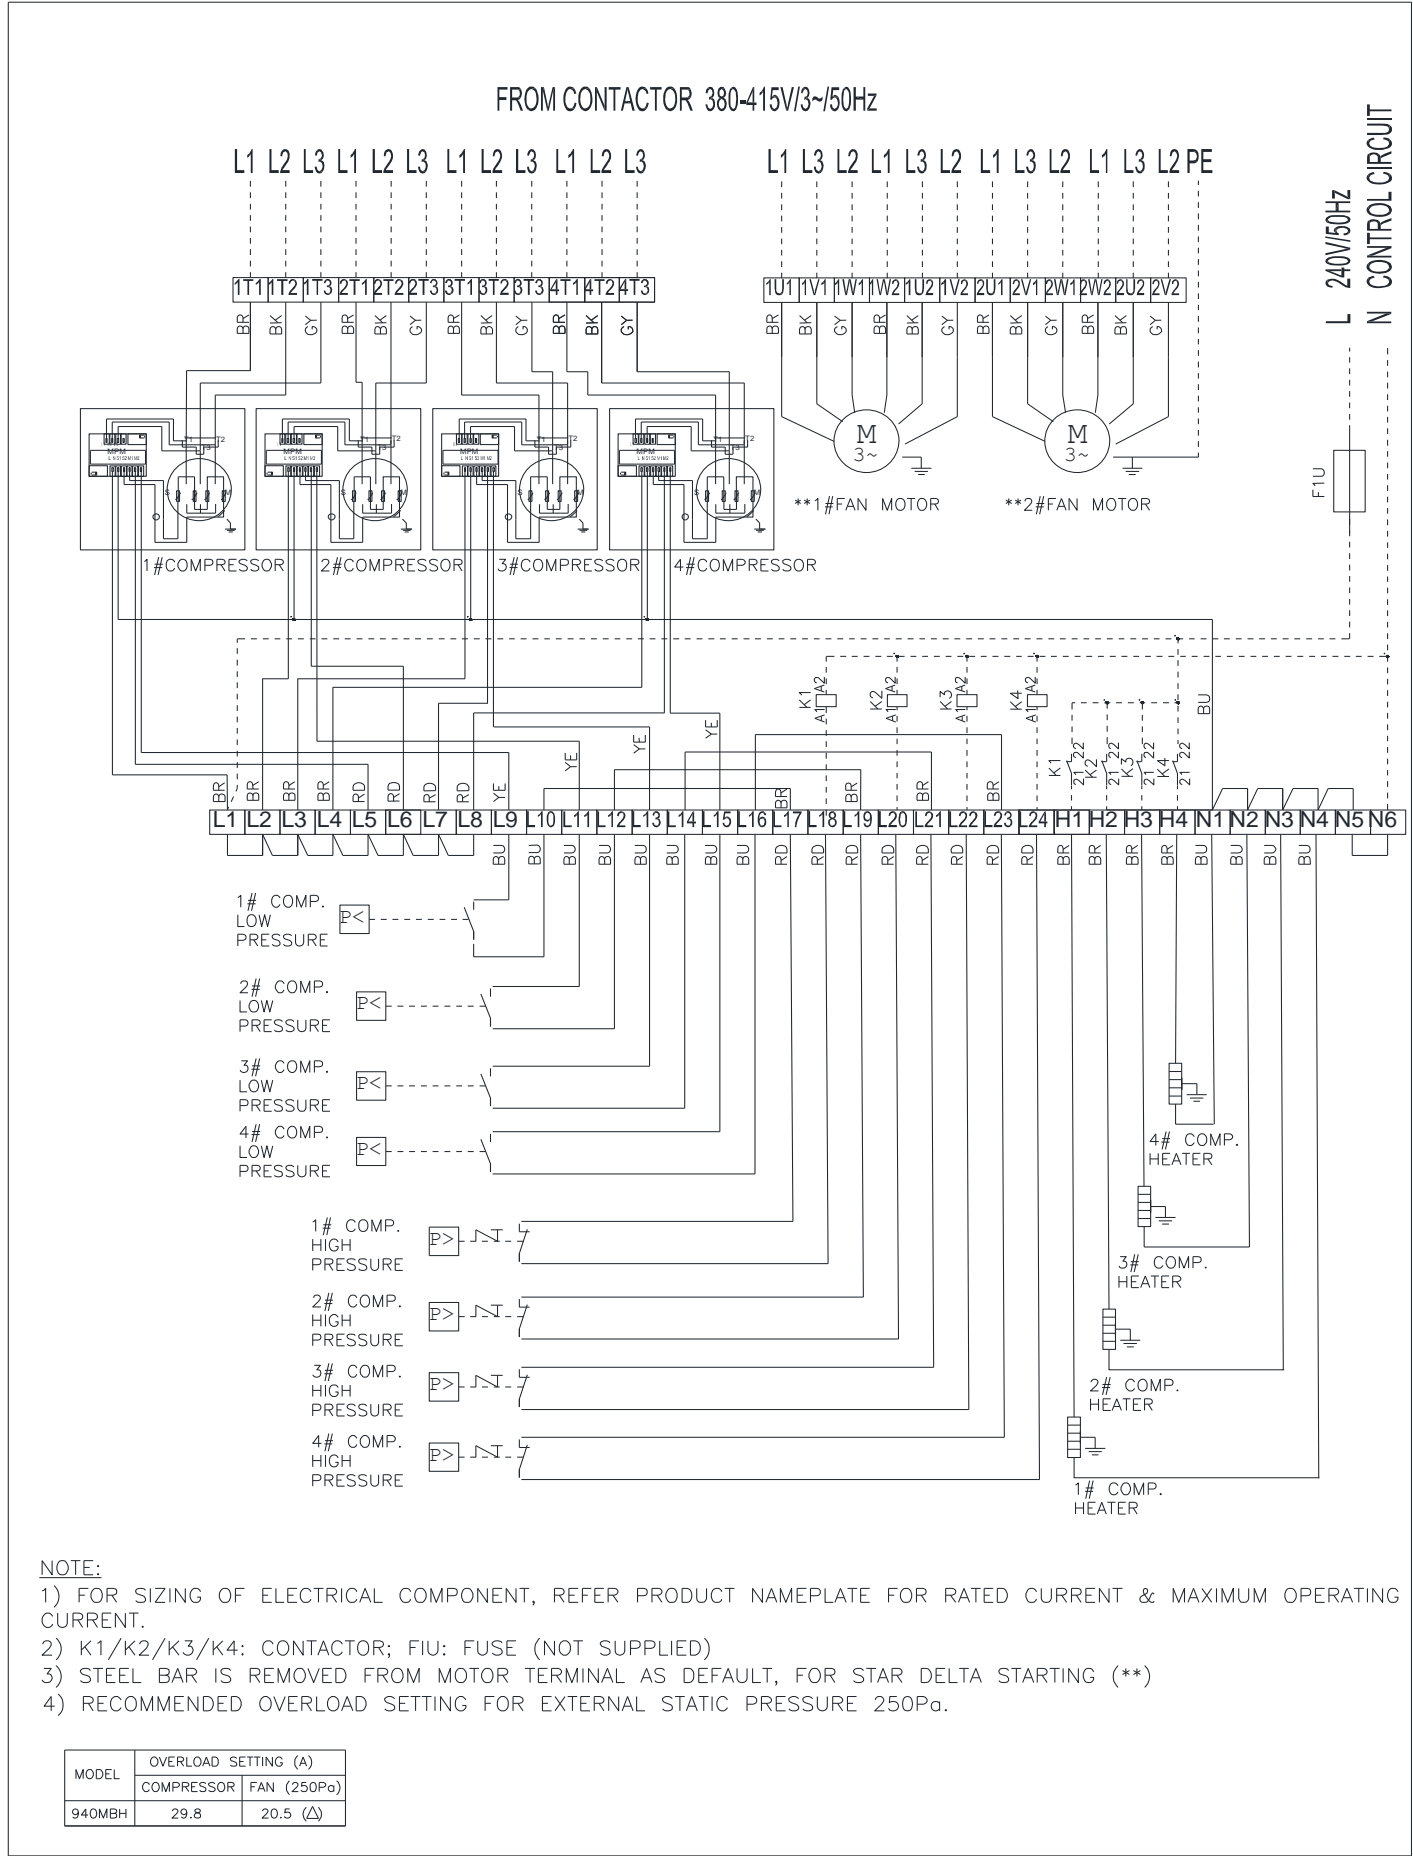 FROM CONTACTOR 380-415V/3~/50Hz
L1 L2 L3 L1 L2 L3 L1 L2 L3 L1 L2 L3
L1 L3 L2 L1 L3 L2 L1 L3 L2 L1 L3 L2 PE
L 240V/50Hz
N CONTROL CIRCUIT
1T1 1T2 1T3 2T1 2T2 2T3 3T1 3T2 3T3 4T1 4T2 4T3
1U1 1V1 1W1 1W2 1U2 1V2 2U1 2V1 2W1 2W2 2U2 2V2
BR BK GY BR BK GY BR BK GY BR BK GY
BR BK GY BR BK GY BR BK GY BR BK GY
M 3~
M 3~
**1#FAN MOTOR
**2#FAN MOTOR
F1U
MPM
MPM
MPM
MPM
1#COMPRESSOR
2#COMPRESSOR
3#COMPRESSOR
4#COMPRESSOR
K1 A1 A2
K2 A1 A2
K3 A1 A2
K4 A1 A2
K1 21 22
K2 21 22
K3 21 22
K4 21 22
BU
BR BR BR BR RD RD RD RD YE YE YE YE BR BR BR BR
L1 L2 L3 L4 L5 L6 L7 L8 L9 L10 L11 L12 L13 L14 L15 L16 L17 L18 L19 L20 L21 L22 L23 L24 H1 H2 H3 H4 N1 N2 N3 N4 N5 N6
BU BU BU BU BU BU BU BU RD RD RD RD RD RD RD RD BR BR BR BR BU BU BU BU
1# COMP.
LOW
PRESSURE
P<
2# COMP.
LOW
PRESSURE
P<
3# COMP.
LOW
PRESSURE
P<
4# COMP.
LOW
PRESSURE
P<
1# COMP.
HIGH
PRESSURE
P>
2# COMP.
HIGH
PRESSURE
P>
3# COMP.
HIGH
PRESSURE
P>
4# COMP.
HIGH
PRESSURE
P>
4# COMP.
HEATER
3# COMP.
HEATER
2# COMP.
HEATER
1# COMP.
HEATER
NOTE:
1) FOR SIZING OF ELECTRICAL COMPONENT, REFER PRODUCT NAMEPLATE FOR RATED CURRENT & MAXIMUM OPERATING
CURRENT.
2) K1/K2/K3/K4: CONTACTOR; FIU: FUSE (NOT SUPPLIED)
3) STEEL BAR IS REMOVED FROM MOTOR TERMINAL AS DEFAULT, FOR STAR DELTA STARTING (**)
4) RECOMMENDED OVERLOAD SETTING FOR EXTERNAL STATIC PRESSURE 250Pa.
MODEL
OVERLOAD SETTING (A)
COMPRESSOR FAN (250Pa)
940MBH 29.8 20.5 (△)